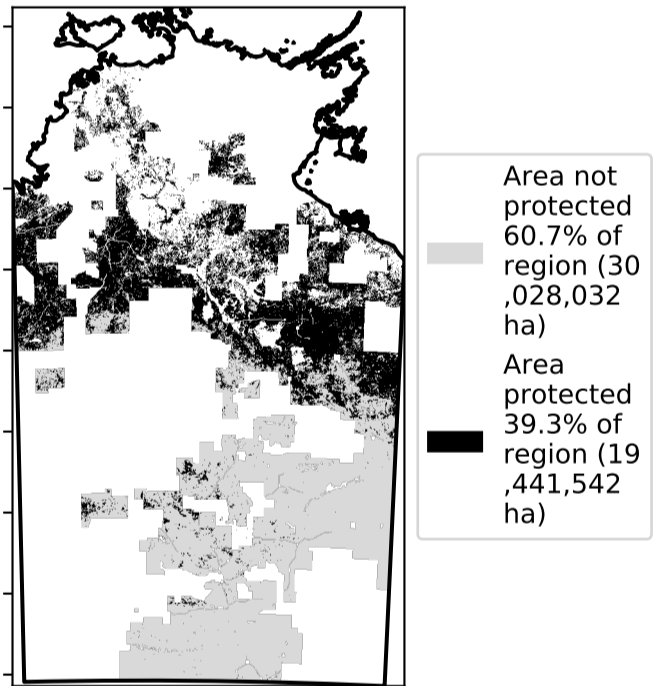 Area not
protected
60.7% of
region (30
,028,032
ha)
Area
protected
39.3% of
region (19
,441,542
ha)